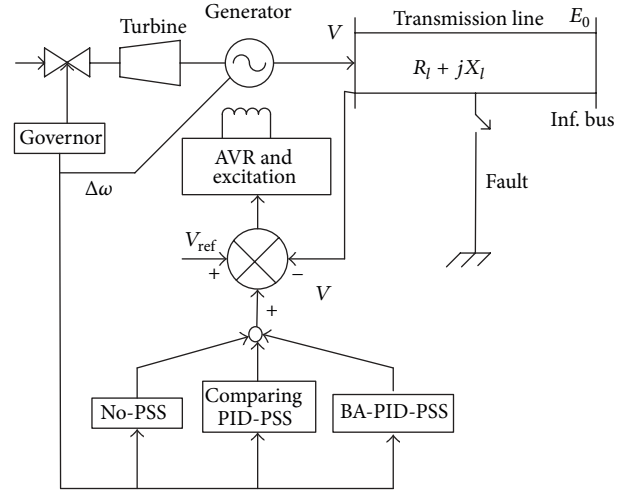 Generator
Turbine
V
Transmission line
E₀
Rₗ + jXₗ
Governor
Inf. bus
AVR and
excitation
Δω
Fault
V_ref
+
−
V
+
No-PSS
Comparing
PID-PSS
BA-PID-PSS